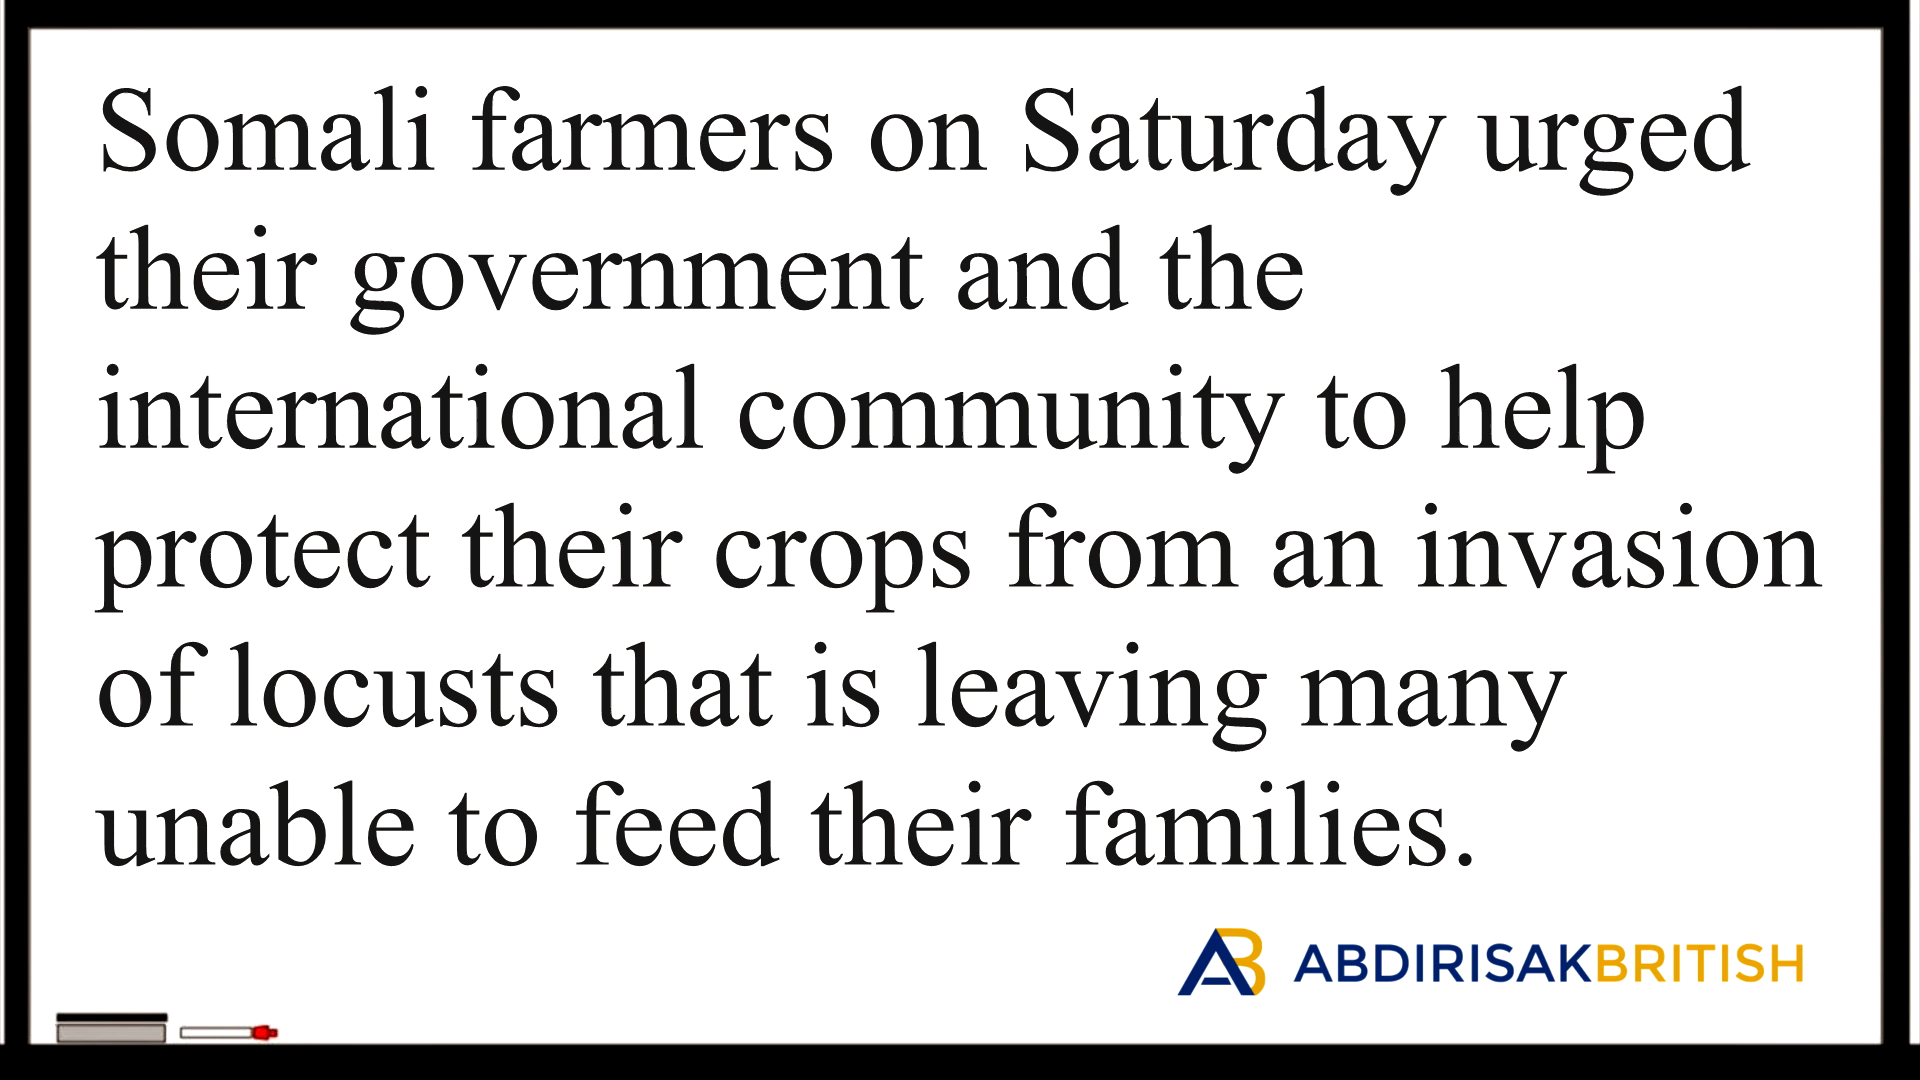 Somali farmers on Saturday urged
their government and the
international community to help
protect their crops from an invasion
of locusts that is leaving many
unable to feed their families.
AB ABDIRISAKBRITISH